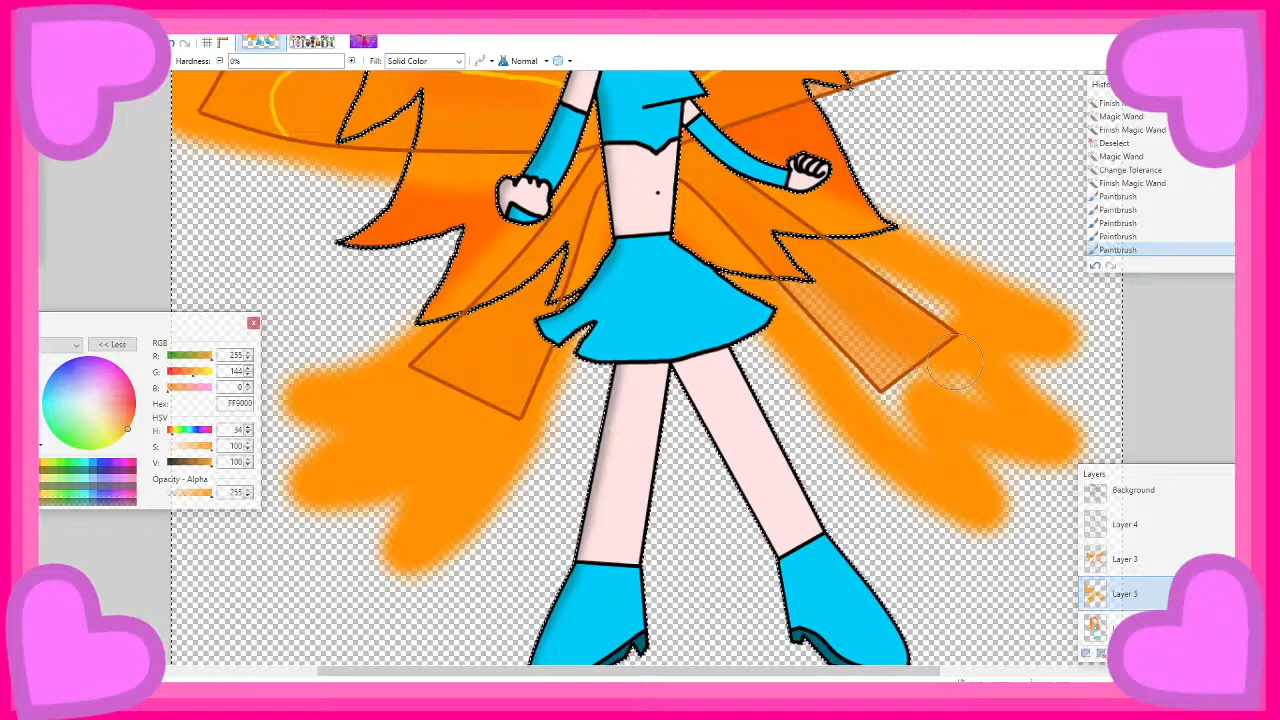 Hardness:
0%
Fill:
Solid Color
Normal
Magic Wand
Finish Magic Wand
Deselect
Magic Wand
Change Tolerance
Finish Magic Wand
Paintbrush
Paintbrush
Paintbrush
Paintbrush
Paintbrush
<< Less
RGB
R:
255
G:
144
B:
0
Hex:
FF9000
HSV
H:
34
S:
100
V:
100
Opacity - Alpha
255
Layers
Background
Layer 4
Layer 3
Layer 5